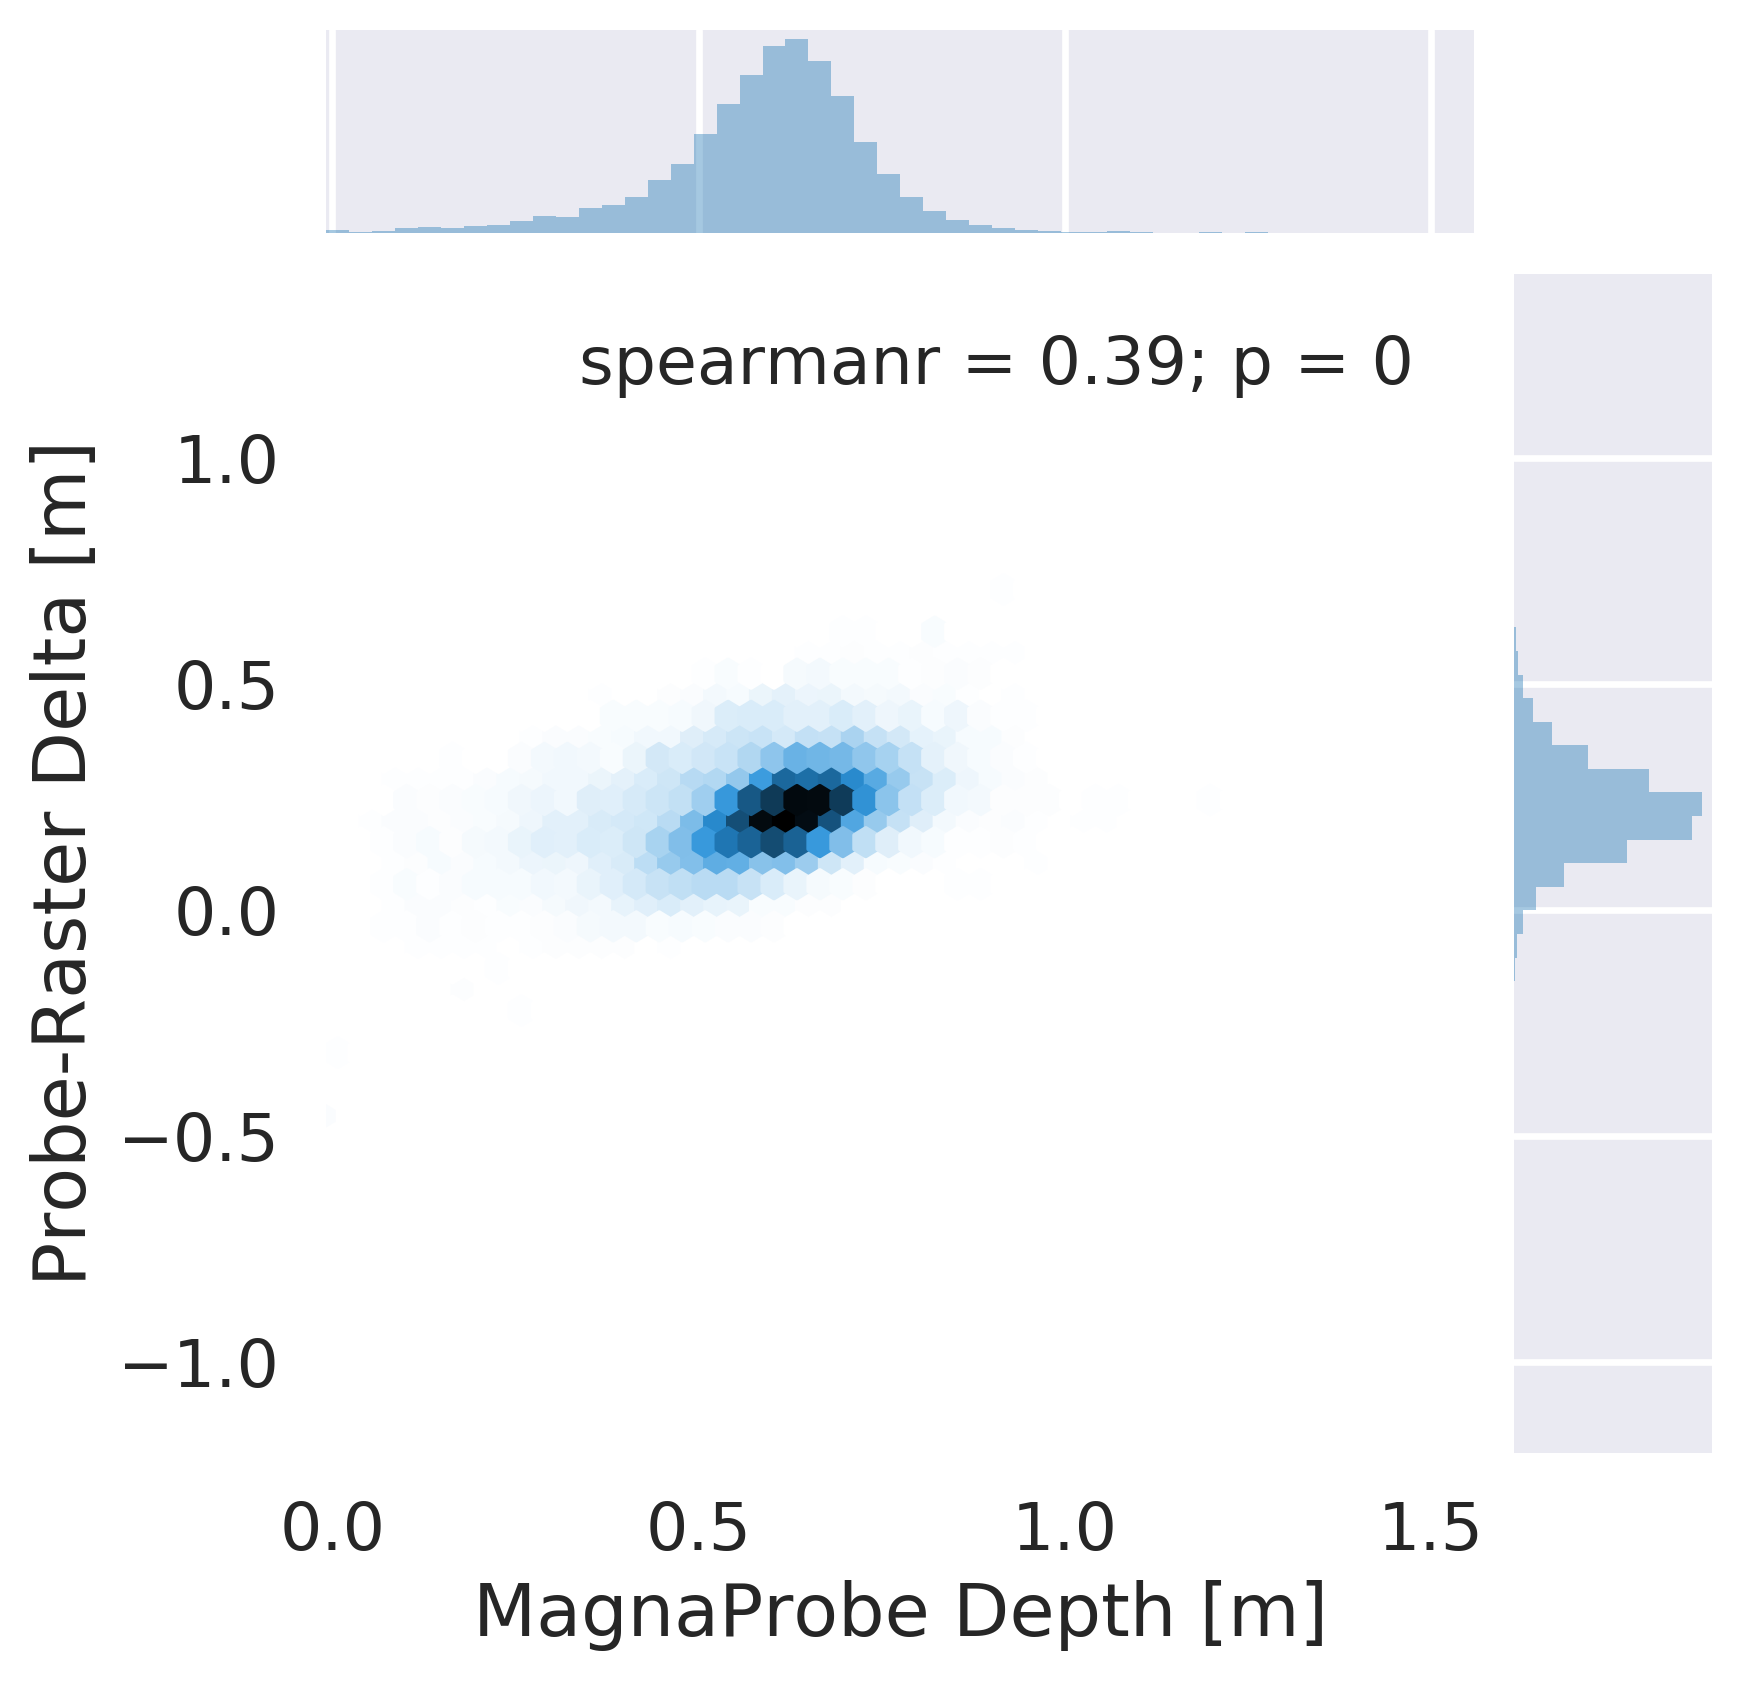 spearmanr = 0.39; p = 0
Probe-Raster Delta [m]
1.0
0.5
0.0
−0.5
−1.0
0.0 0.5 1.0 1.5
MagnaProbe Depth [m]